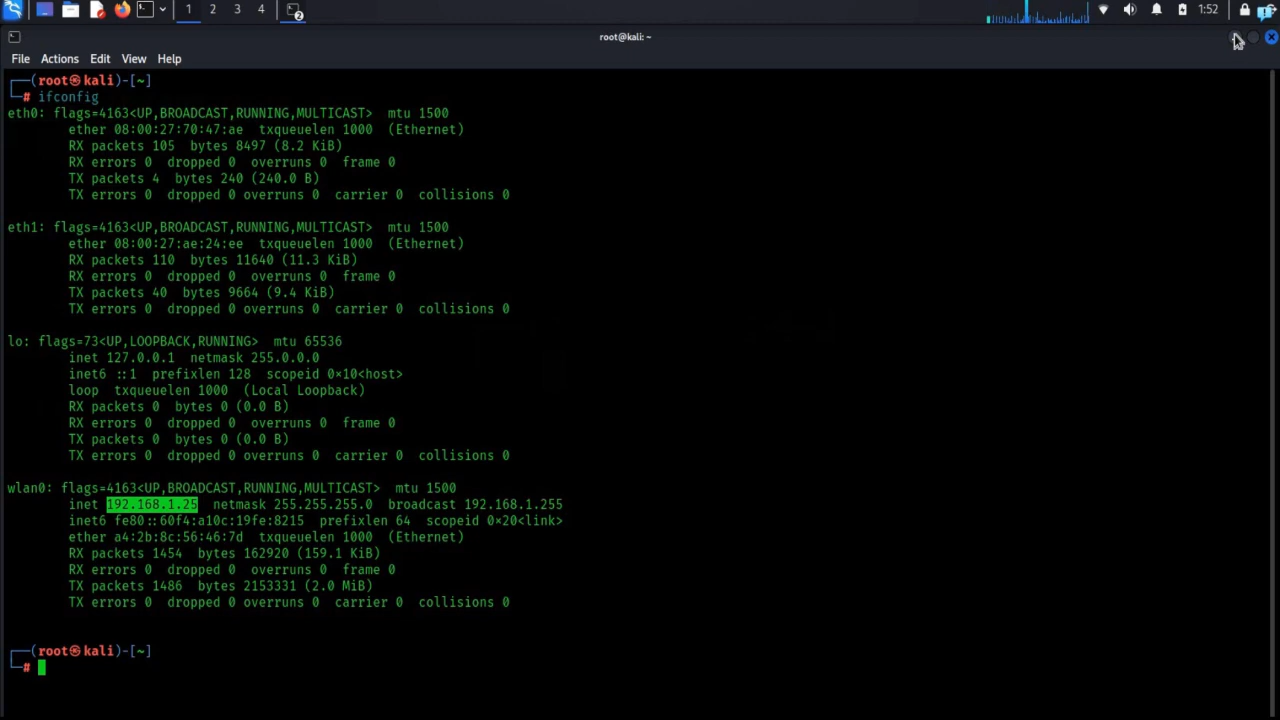 1 2 3 4 2 1:52
root@kali: ~
File Actions Edit View Help
┌──(root㉿kali)-[~]
└─# ifconfig
eth0: flags=4163<UP,BROADCAST,RUNNING,MULTICAST> mtu 1500
ether 08:00:27:70:47:ae txqueuelen 1000 (Ethernet)
RX packets 105 bytes 8497 (8.2 KiB)
RX errors 0 dropped 0 overruns 0 frame 0
TX packets 4 bytes 240 (240.0 B)
TX errors 0 dropped 0 overruns 0 carrier 0 collisions 0
eth1: flags=4163<UP,BROADCAST,RUNNING,MULTICAST> mtu 1500
ether 08:00:27:ae:24:ee txqueuelen 1000 (Ethernet)
RX packets 110 bytes 11640 (11.3 KiB)
RX errors 0 dropped 0 overruns 0 frame 0
TX packets 40 bytes 9664 (9.4 KiB)
TX errors 0 dropped 0 overruns 0 carrier 0 collisions 0
lo: flags=73<UP,LOOPBACK,RUNNING> mtu 65536
inet 127.0.0.1 netmask 255.0.0.0
inet6 ::1 prefixlen 128 scopeid 0×10<host>
loop txqueuelen 1000 (Local Loopback)
RX packets 0 bytes 0 (0.0 B)
RX errors 0 dropped 0 overruns 0 frame 0
TX packets 0 bytes 0 (0.0 B)
TX errors 0 dropped 0 overruns 0 carrier 0 collisions 0
wlan0: flags=4163<UP,BROADCAST,RUNNING,MULTICAST> mtu 1500
inet 192.168.1.25 netmask 255.255.255.0 broadcast 192.168.1.255
inet6 fe80::60f4:a10c:19fe:8215 prefixlen 64 scopeid 0×20<link>
ether a4:2b:8c:56:46:7d txqueuelen 1000 (Ethernet)
RX packets 1454 bytes 162920 (159.1 KiB)
RX errors 0 dropped 0 overruns 0 frame 0
TX packets 1486 bytes 2153331 (2.0 MiB)
TX errors 0 dropped 0 overruns 0 carrier 0 collisions 0
┌──(root㉿kali)-[~]
└─#